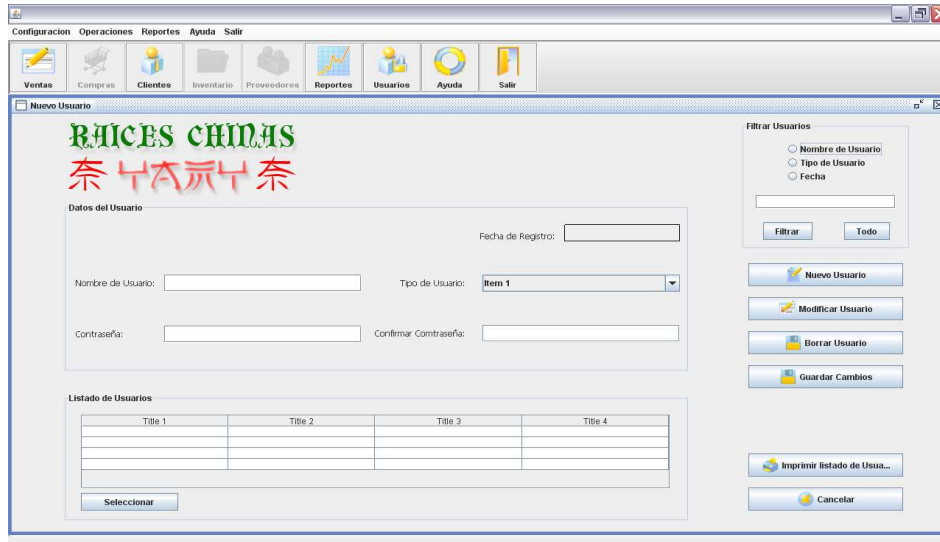 Configuracion Operaciones Reportes Ayuda Salir
Ventas Compras Clientes Inventario Proveedores Reportes Usuarios Ayuda Salir
Nuevo Usuario
RAICES CHINAS
奈 奈
Filtrar Usuarios
Nombre de Usuario
Tipo de Usuario
Fecha
Filtrar Todo
Datos del Usuario
Fecha de Registro:
Nombre de Usuario: Tipo de Usuario: Item 1
Contraseña: Confirmar Comtraseña:
Nuevo Usuario
Modificar Usuario
Borrar Usuario
Guardar Cambios
Listado de Usuarios
Title 1 Title 2 Title 3 Title 4
Seleccionar
Imprimir listado de Usua...
Cancelar